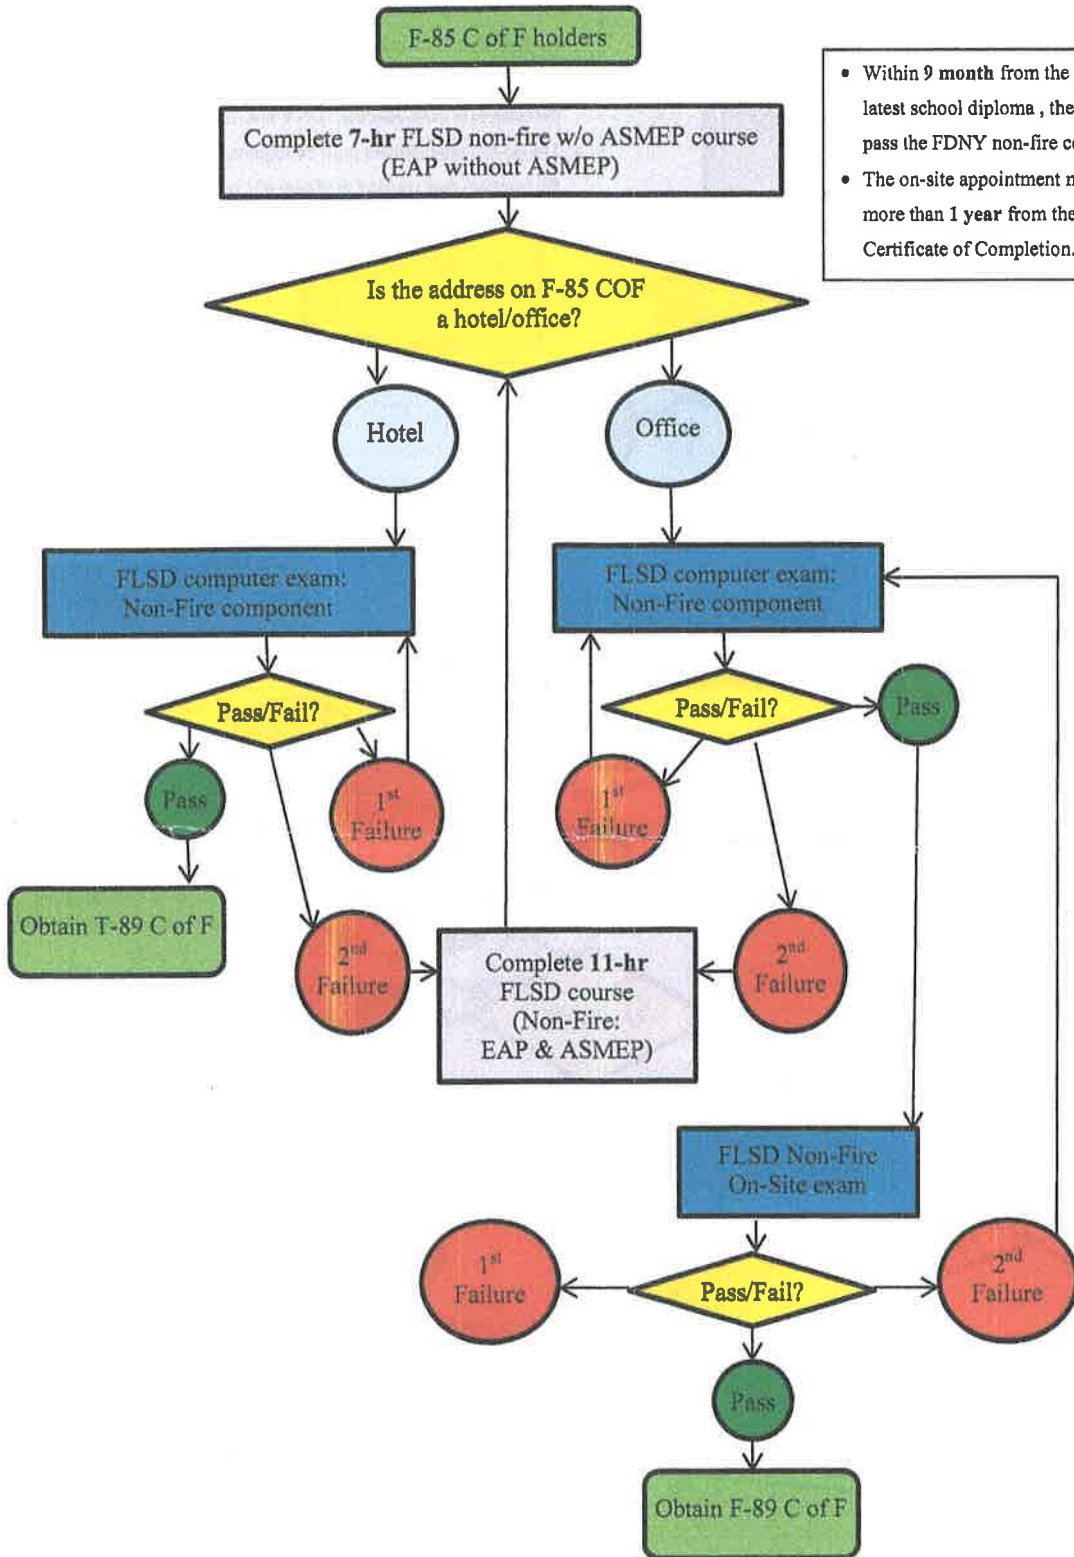 F-85 C of F holders
• Within 9 month from the
latest school diploma , the
pass the FDNY non-fire
• The on-site appointment
more than 1 year from the
Certificate of Completion.
Complete 7-hr FLSD non-fire w/o ASMEP course
(EAP without ASMEP)
Is the address on F-85 COF
a hotel/office?
Hotel
Office
FLSD computer exam:
Non-Fire component
FLSD computer exam:
Non-Fire component
Pass/Fail?
Pass/Fail?
Pass
Pass
1st
Failure
1st
Failure
Obtain T-89 C of F
2nd
Failure
Complete 11-hr
FLSD course
(Non-Fire:
EAP & ASMEP)
2nd
Failure
FLSD Non-Fire
On-Site exam
1st
Failure
Pass/Fail?
2nd
Failure
Pass
Obtain F-89 C of F